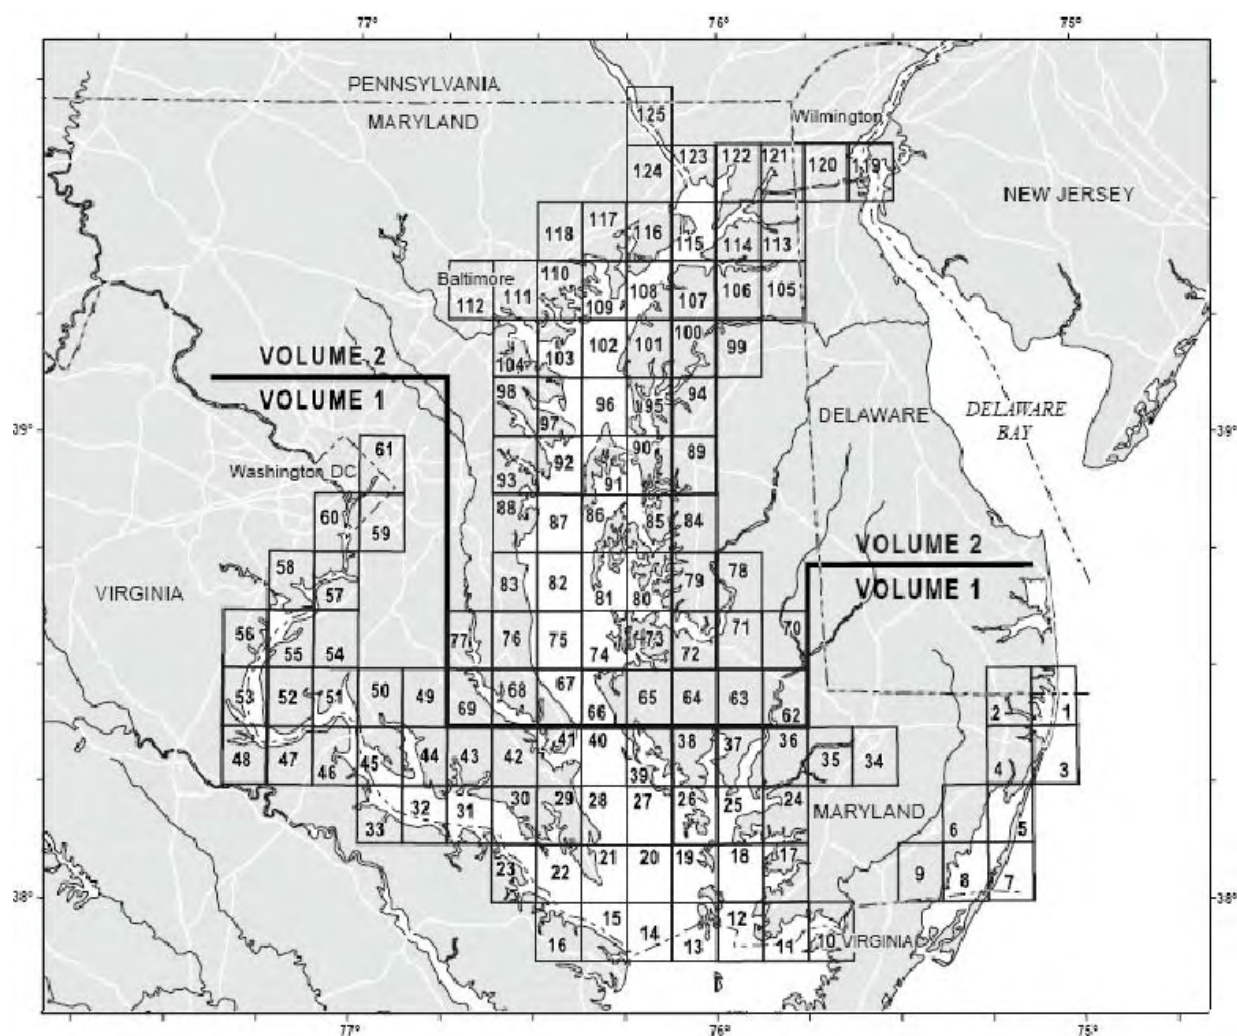 77° 76° 75°
PENNSYLVANIA
MARYLAND
125
Wilmington
124 123 122 121 120 119
NEW JERSEY
118 117 116 115 114 113
Baltimore
112 111 110 109 108 107 106 105
VOLUME 2
104 103 102 101 100 99
VOLUME 1
98 97 96 95 94
DELAWARE
DELAWARE
BAY
39° 39°
61
Washington DC
93 92 91 90 89
60 59
88 87 86 85 84
VOLUME 2
58
57
83 82 81 80 79 78
VOLUME 1
VIRGINIA
56 55 54
77 76 75 74 73 72 71 70
53 52 51 50 49 69 68 67 66 65 64 63 62
2 1
48 47 46 45 44 43 42 41 40 39 38 37 36 35 34
4 3
33 32 31 30 29 28 27 26 25 24
MARYLAND
6 5
23 22 21 20 19 18 17
9 8 7
38° 38°
16 15 14 13 12 11 10 VIRGINIA
77° 76° 75°